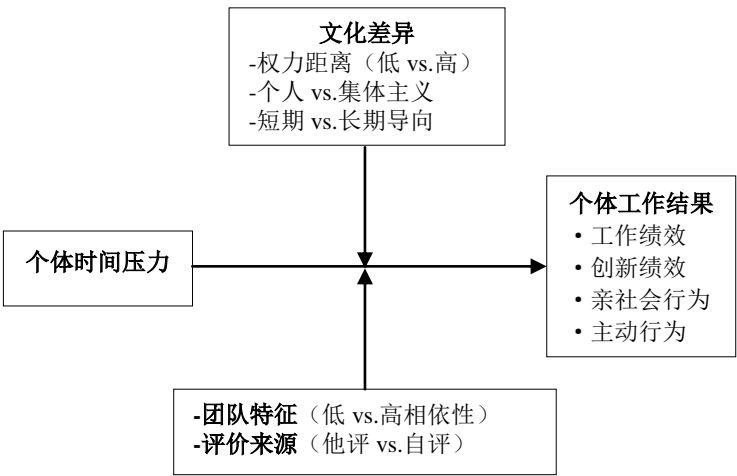 文化差异
-权力距离（低 vs.高）
-个人 vs.集体主义
-短期 vs.长期导向
个体时间压力
个体工作结果
·工作绩效
·创新绩效
·亲社会行为
·主动行为
-团队特征（低 vs.高相依性）
-评价来源（他评 vs.自评）